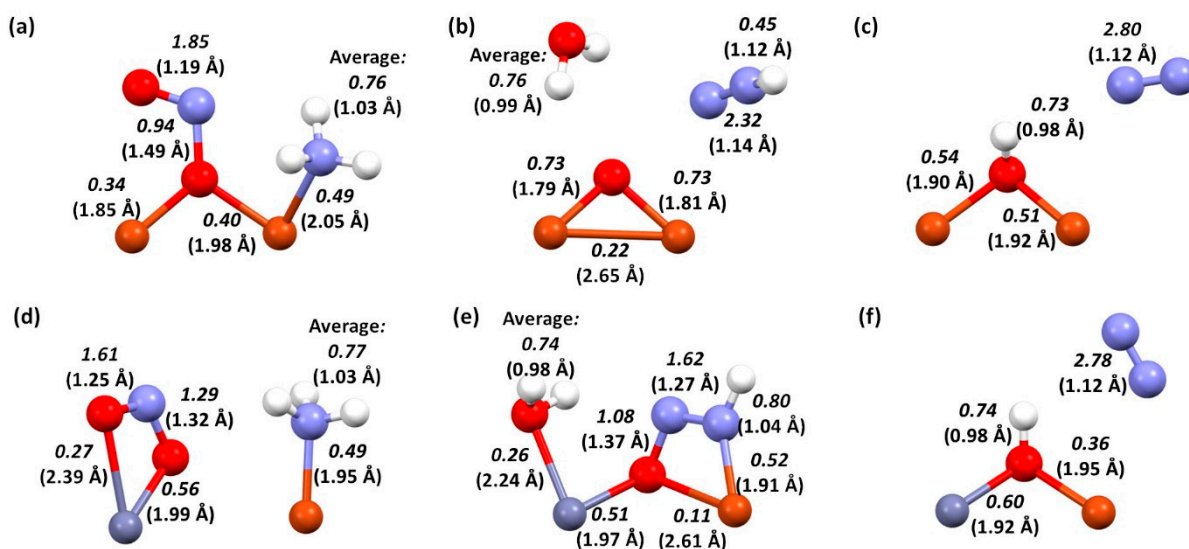 (a)
1.85
(1.19 Å)
Average:
0.76
(1.03 Å)
0.94
(1.49 Å)
0.34
(1.85 Å)
0.40
(1.98 Å)
0.49
(2.05 Å)
(b)
Average:
0.76
(0.99 Å)
0.45
(1.12 Å)
2.32
(1.14 Å)
0.73
(1.79 Å)
0.73
(1.81 Å)
0.22
(2.65 Å)
(c)
2.80
(1.12 Å)
0.73
(0.98 Å)
0.54
(1.90 Å)
0.51
(1.92 Å)
(d)
1.61
(1.25 Å)
1.29
(1.32 Å)
Average:
0.77
(1.03 Å)
0.27
(2.39 Å)
0.56
(1.99 Å)
0.49
(1.95 Å)
(e)
Average:
0.74
(0.98 Å)
1.62
(1.27 Å)
1.08
(1.37 Å)
0.80
(1.04 Å)
0.26
(2.24 Å)
0.52
(1.91 Å)
0.51
(1.97 Å)
0.11
(2.61 Å)
(f)
2.78
(1.12 Å)
0.74
(0.98 Å)
0.36
(1.95 Å)
0.60
(1.92 Å)